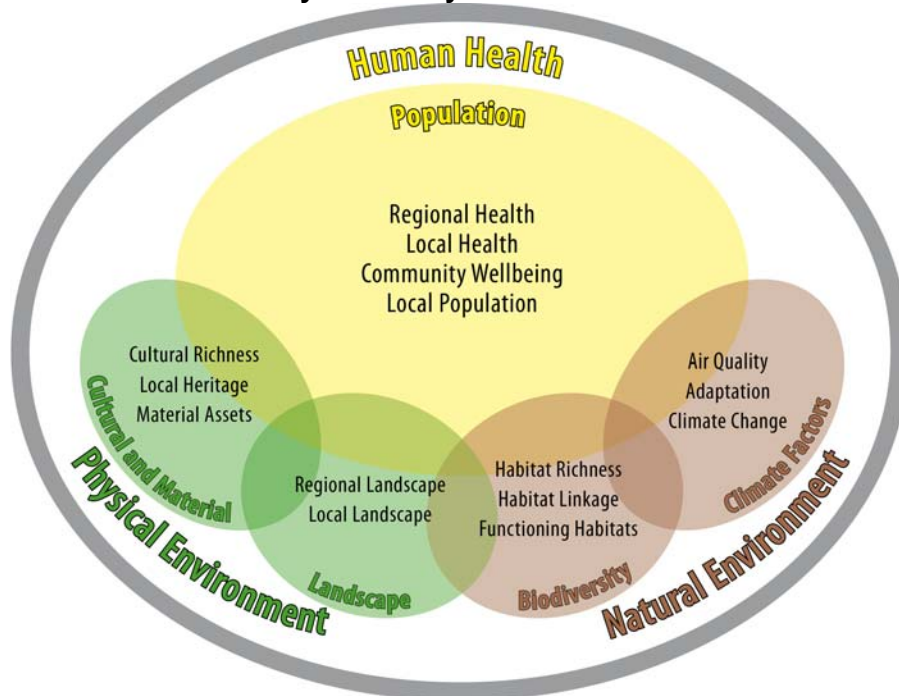 Human Health
Population
Regional Health
Local Health
Community Wellbeing
Local Population
Cultural Richness
Local Heritage
Material Assets
Cultural and Material
Physical Environment
Regional Landscape
Local Landscape
Landscape
Habitat Richness
Habitat Linkage
Functioning Habitats
Biodiversity
Air Quality
Adaptation
Climate Change
Climate Factors
Natural Environment